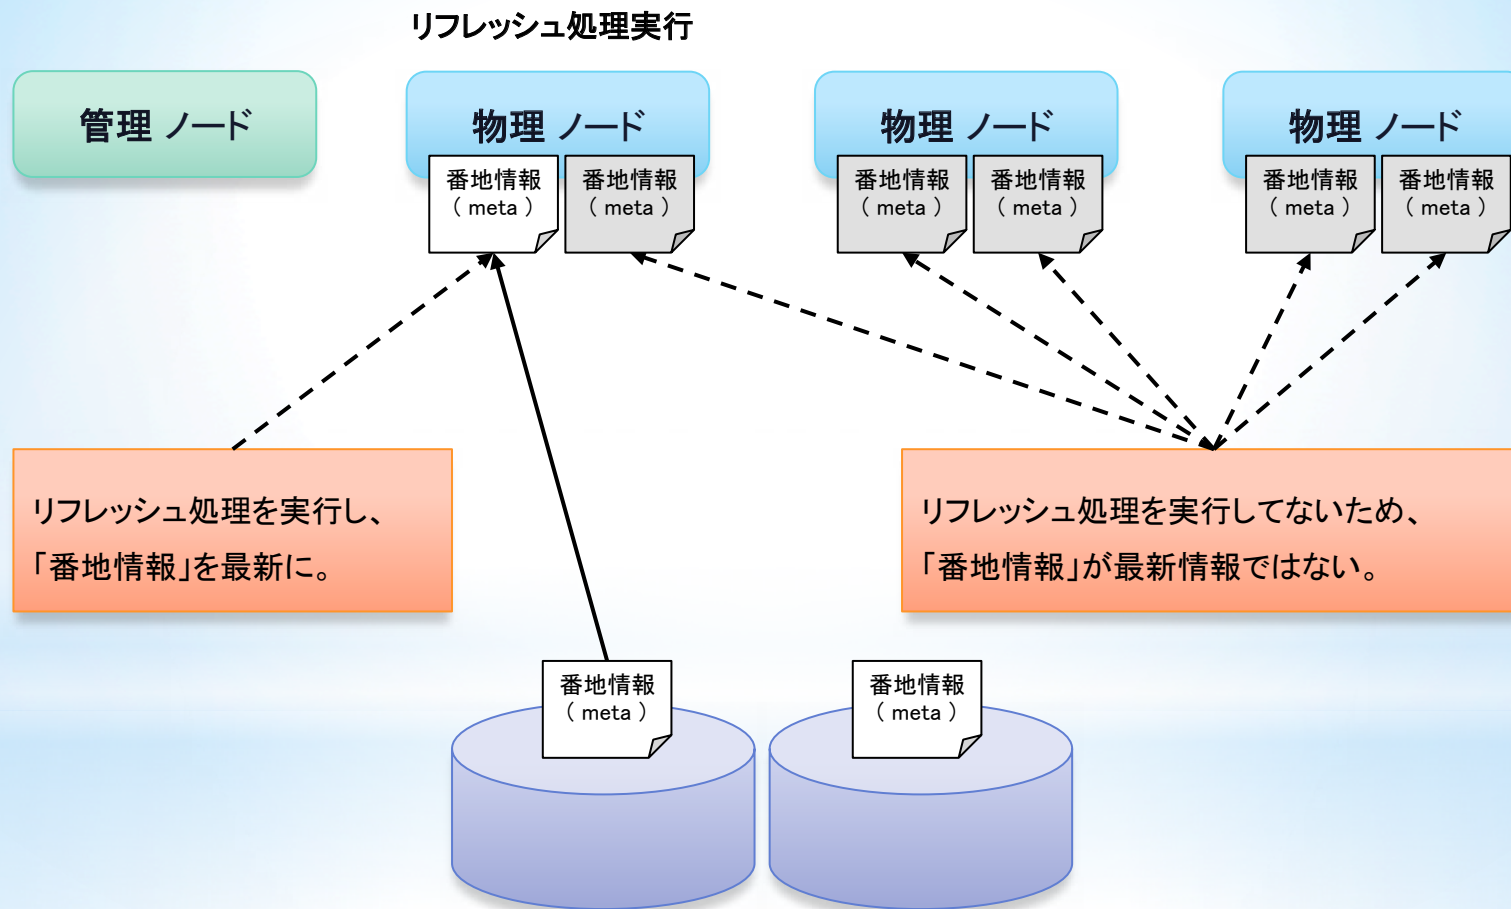 リフレッシュ処理実行
管理 ノード
物理 ノード
物理 ノード
物理 ノード
番地情報
( meta )
番地情報
( meta )
番地情報
( meta )
番地情報
( meta )
番地情報
( meta )
番地情報
( meta )
リフレッシュ処理を実行し、
「番地情報」を最新に。
リフレッシュ処理を実行してないため、
「番地情報」が最新情報ではない。
番地情報
( meta )
番地情報
( meta )